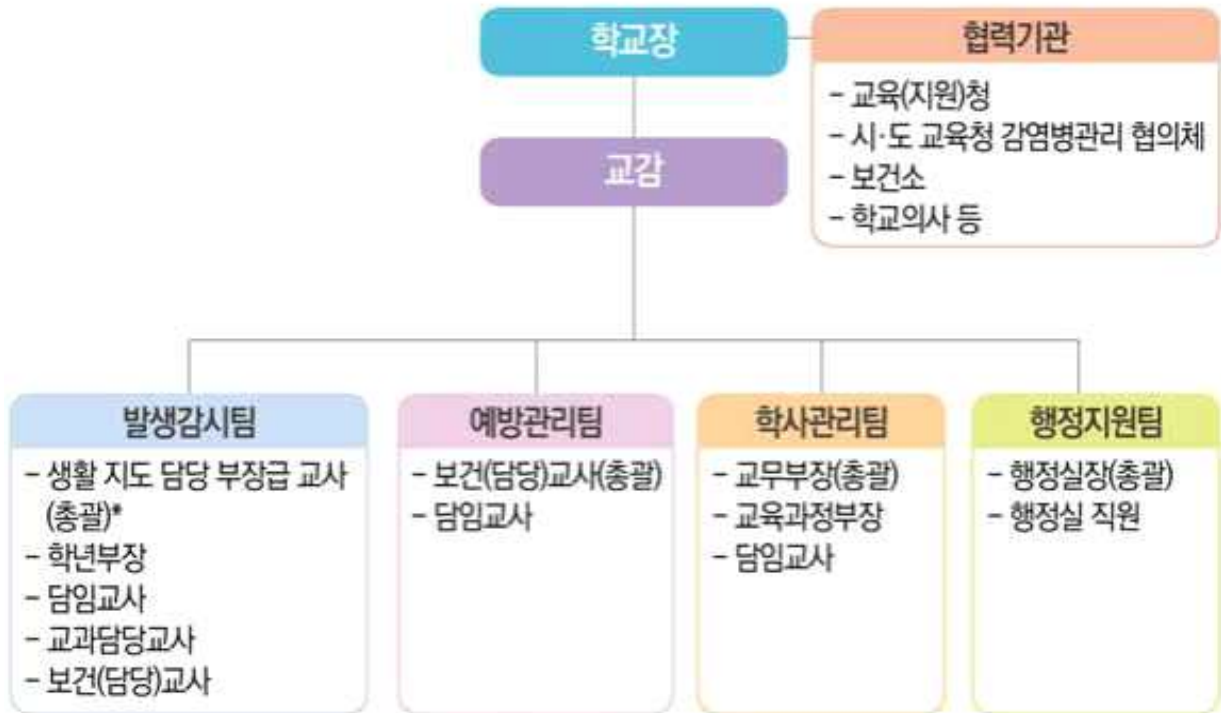 학교장
협력기관
- 교육(지원)청
- 시·도 교육청 감염병관리 협의체
- 보건소
- 학교의사 등
교감
발생감시팀
- 생활 지도 담당 부장급 교사
(총괄)*
- 학년부장
- 담임교사
- 교과담당교사
- 보건(담당)교사
예방관리팀
- 보건(담당)교사(총괄)
- 담임교사
학사관리팀
- 교무부장(총괄)
- 교육과정부장
- 담임교사
행정지원팀
- 행정실장(총괄)
- 행정실 직원